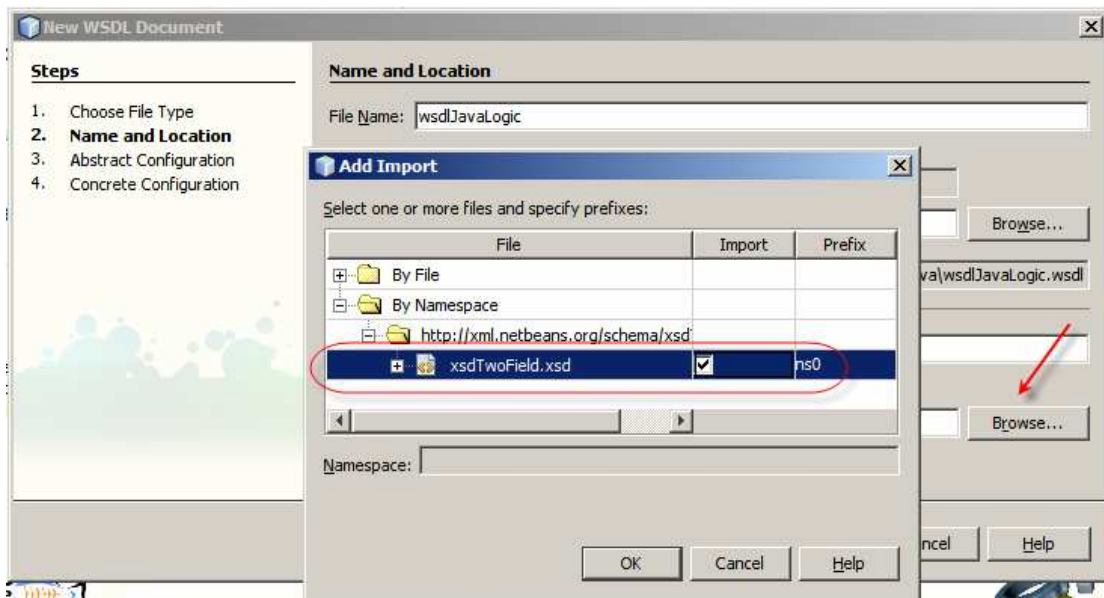 New WSDL Document
Steps
1. Choose File Type
2. Name and Location
3. Abstract Configuration
4. Concrete Configuration
Name and Location
File Name: wsdlJavaLogic
Browse...
va\wsdlJavaLogic.wsdl
Browse...
ncel
Help
Add Import
Select one or more files and specify prefixes:
File Import Prefix
By File
By Namespace
http://xml.netbeans.org/schema/xsd
xsdTwoField.xsd ns0
Namespace:
OK Cancel Help